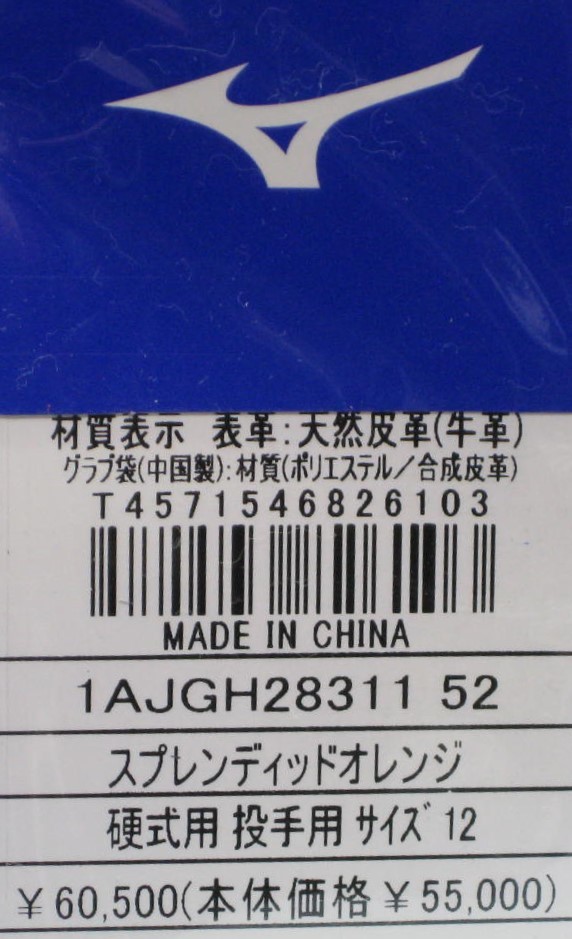 材質表示 表革:天然皮革(牛革)
グラブ袋(中国製):材質(ポリエステル/合成皮革)
T4571546826103
MADE IN CHINA
1AJGH28311 52
スプレンディッドオレンジ
硬式用 投手用 サイズ 12
￥60,500(本体価格￥55,000)